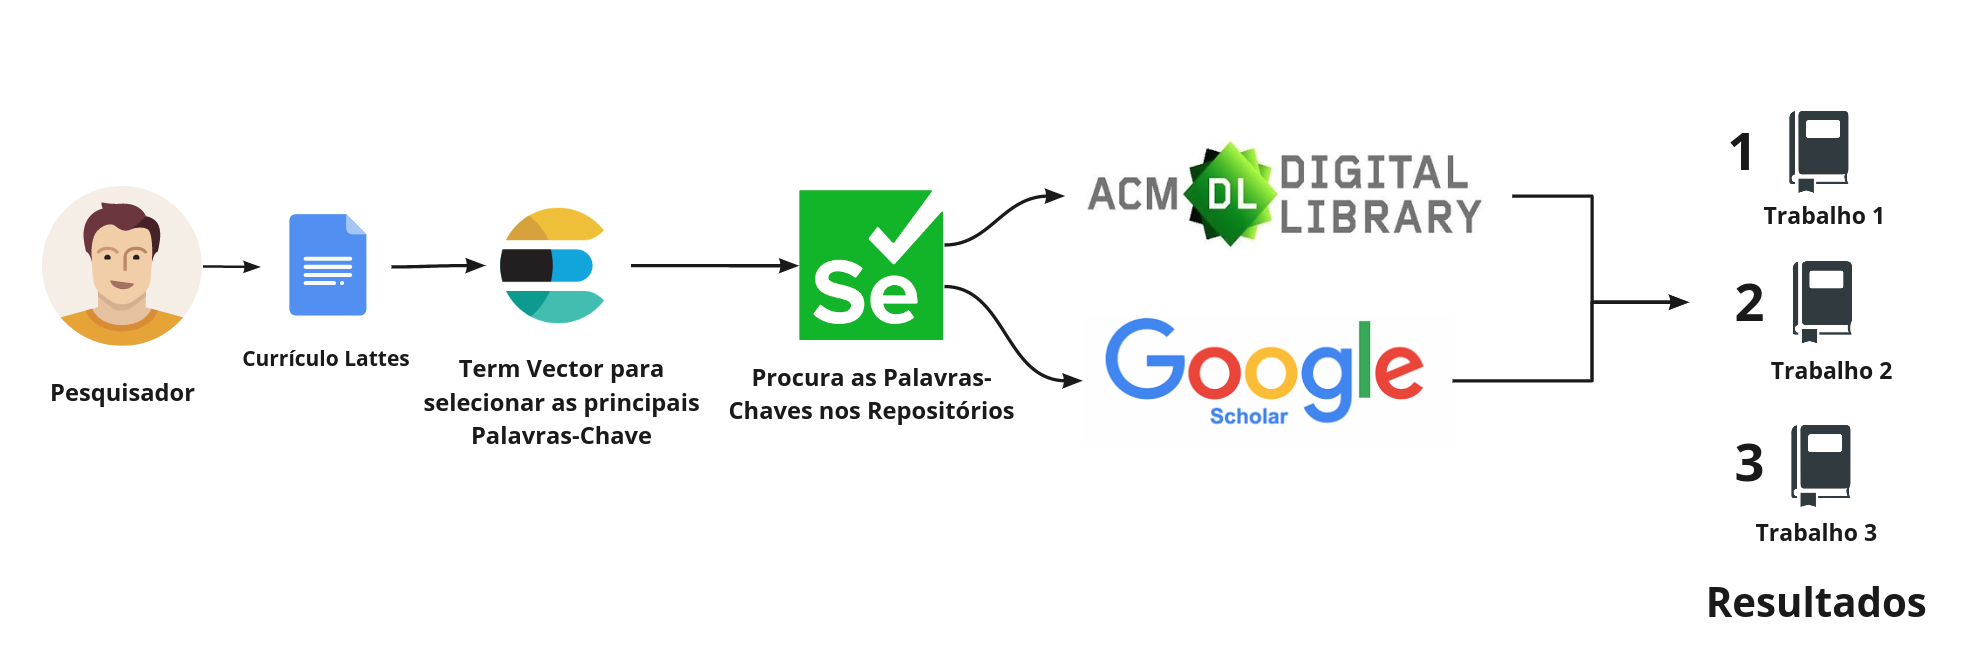 Pesquisador
Currículo Lattes
Term Vector para
selecionar as principais
Palavras-Chave
Se
Procura as Palavras-
Chaves nos Repositórios
ACM DL DIGITAL
LIBRARY
Google
Scholar
1
Trabalho 1
2
Trabalho 2
3
Trabalho 3
Resultados